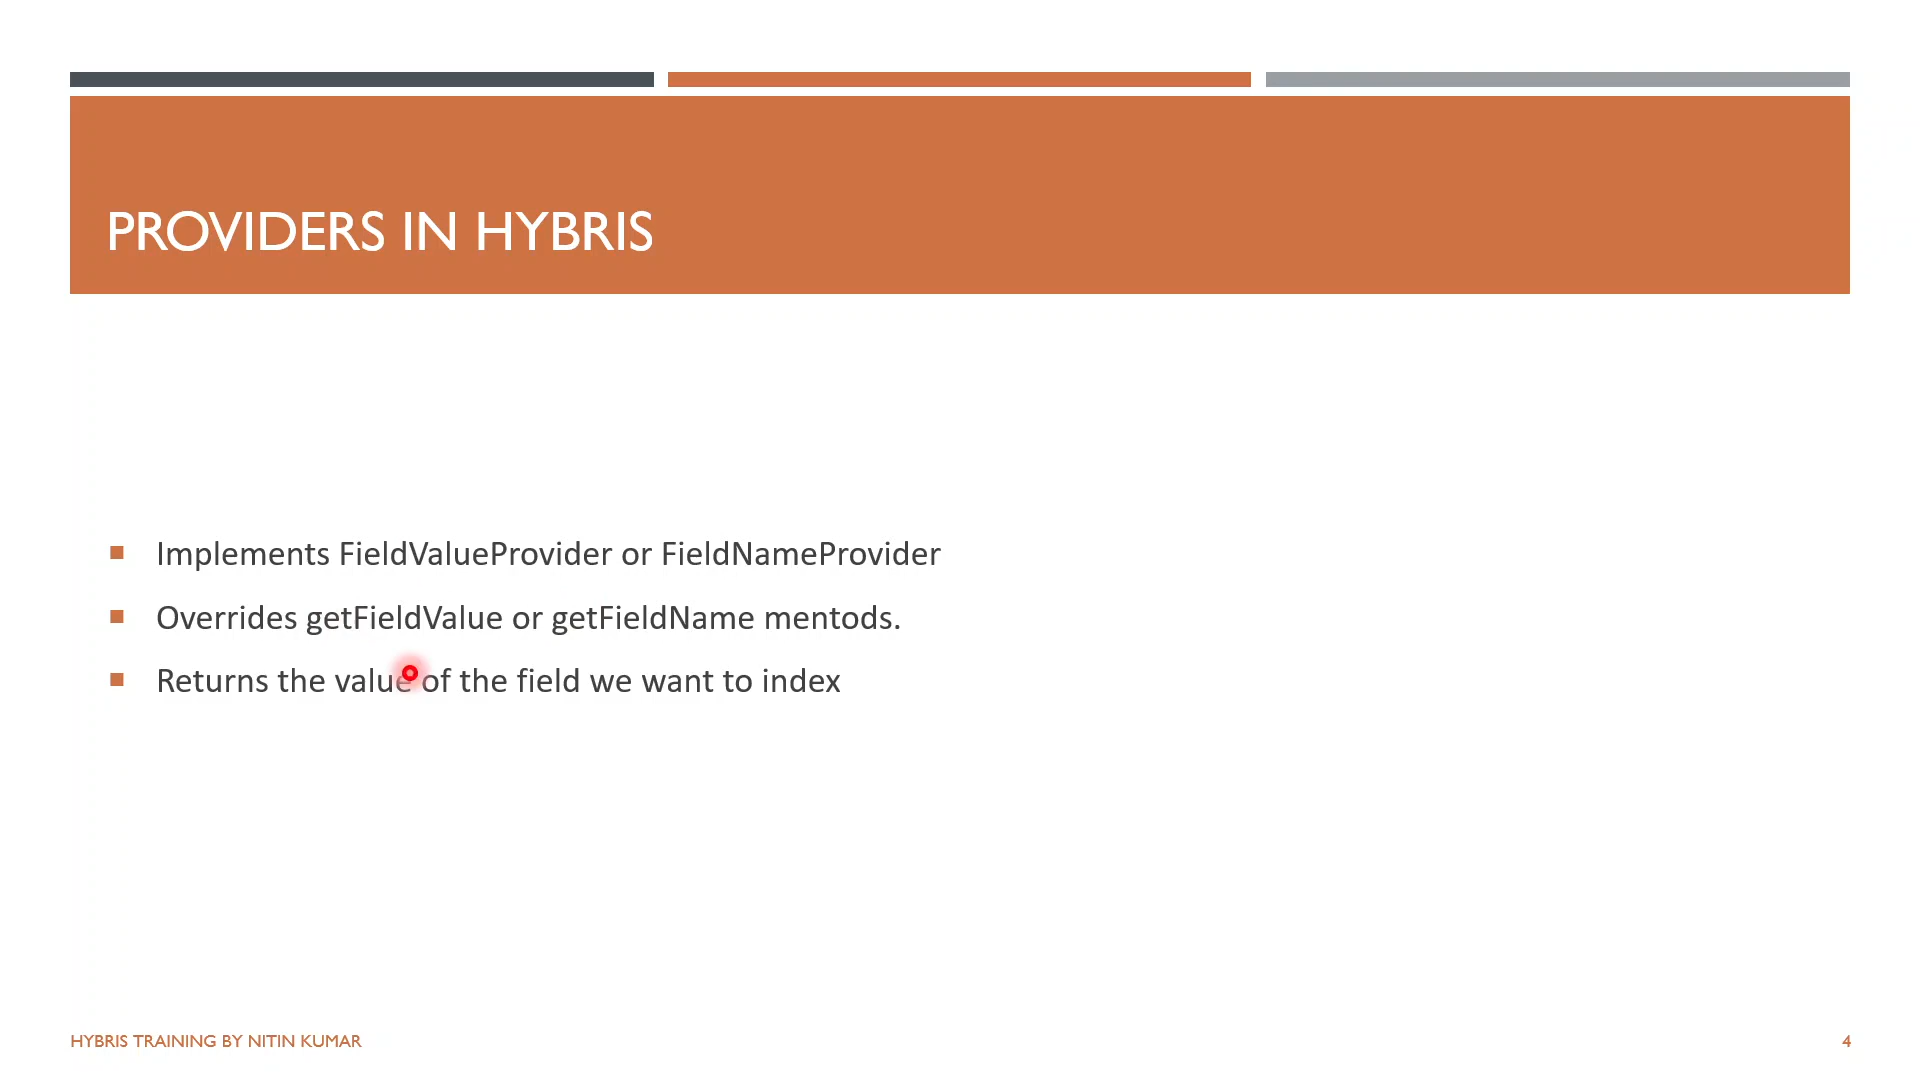 PROVIDERS IN HYBRIS
Implements FieldValueProvider or FieldNameProvider
Overrides getFieldValue or getFieldName mentods.
Returns the value of the field we want to index
HYBRIS TRAINING BY NITIN KUMAR
4